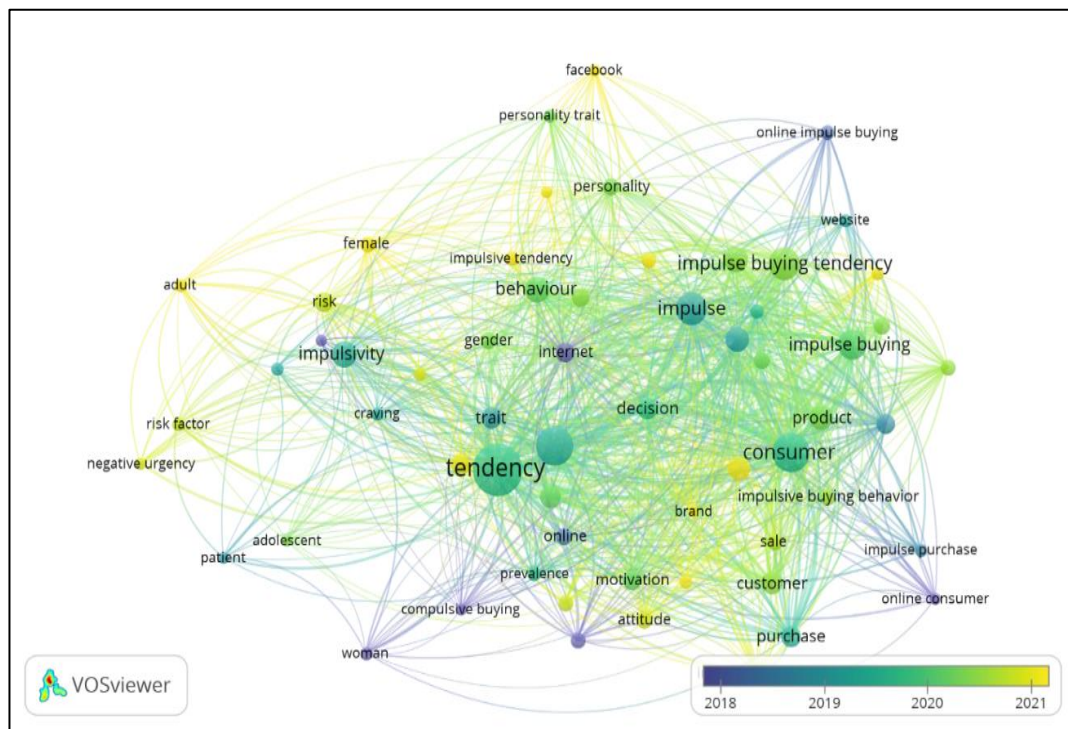 facebook
personality trait
online impulse buying
personality
website
female
impulsive tendency
impulse buying tendency
adult
behaviour
risk
impulse
gender
internet
impulse buying
impulsivity
craving
trait
decision
product
risk factor
consumer
negative urgency
tendency
impulsive buying behavior
brand
online
sale
adolescent
impulse purchase
patient
prevalence
motivation
customer
online consumer
compulsive buying
attitude
purchase
woman
VOSviewer
2018 2019 2020 2021